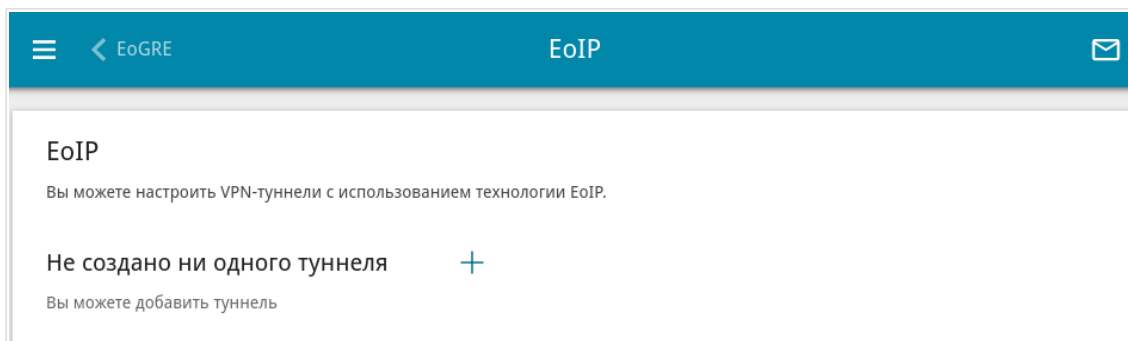 EoGRE
EoIP
EoIP
Вы можете настроить VPN-туннели с использованием технологии EoIP.
Не создано ни одного туннеля
Вы можете добавить туннель